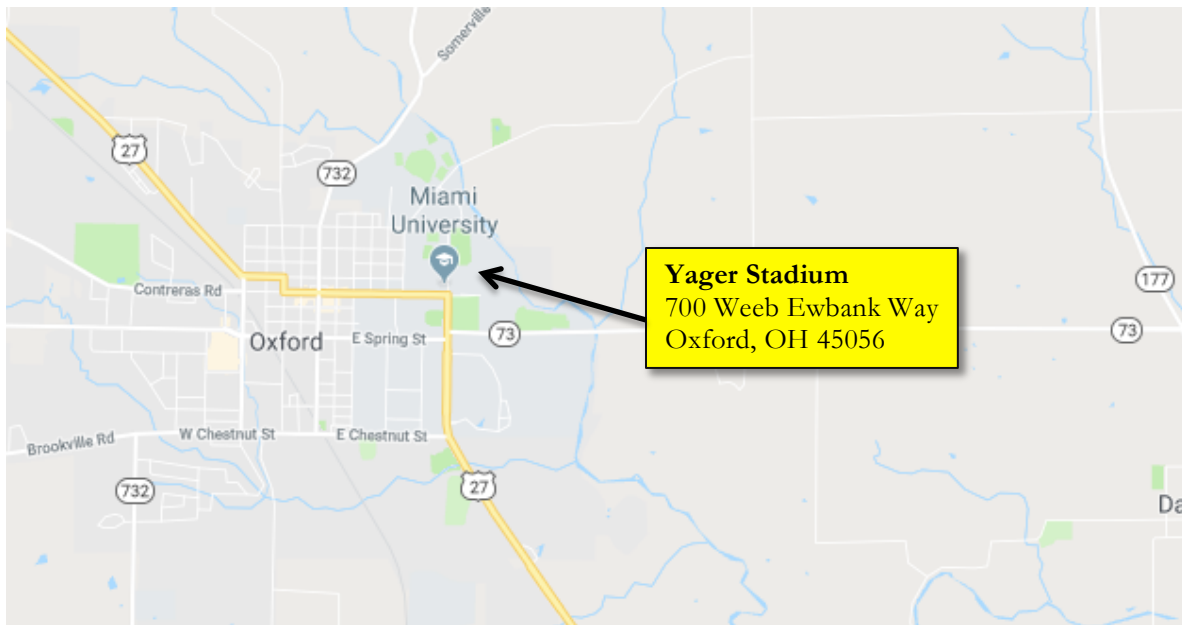 Somerville
27
732
Miami
University
Yager Stadium
700 Weeb Ewbank Way
Oxford, OH 45056
177
Contreras Rd
73
73
Oxford
E Spring St
W Chestnut St
E Chestnut St
Brookville Rd
732
27
Da